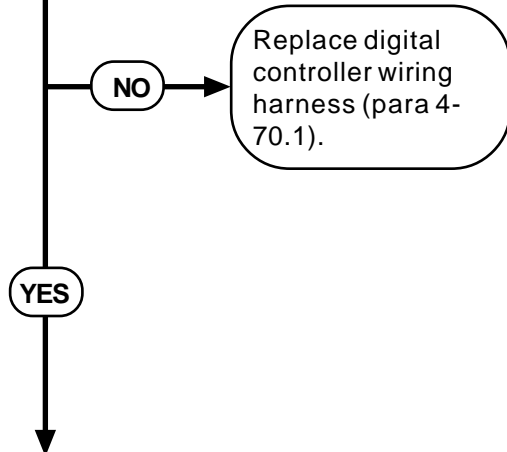 Replace digital
controller wiring
harness (para 4-
70.1).
NO
YES